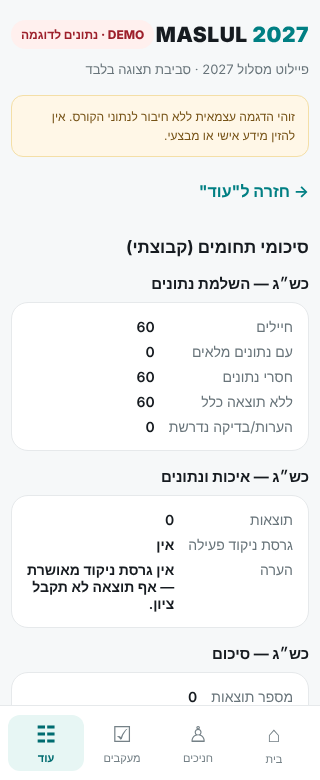 MASLUL 2027
DEMO · נתונים לדוגמה
פיילוט מסלול 2027 · סביבת תצוגה בלבד
זוהי הדגמה עצמאית ללא חיבור לנתוני הקורס. אין
להזין מידע אישי או מבצעי.
→ חזרה ל"עוד"
סיכומי תחומים (קבוצתי)
כש״ג — השלמת נתונים
חיילים 60
עם נתונים מלאים 0
חסרי נתונים 60
ללא תוצאה כלל 60
הערות/בדיקה נדרשת 0
כש״ג — איכות ונתונים
תוצאות 0
גרסת ניקוד פעילה אין
הערה אין גרסת ניקוד מאושרת
— אף תוצאה לא תקבל
ציון.
כש״ג — סיכום
מספר תוצאות 0
בית
חניכים
מעקבים
עוד